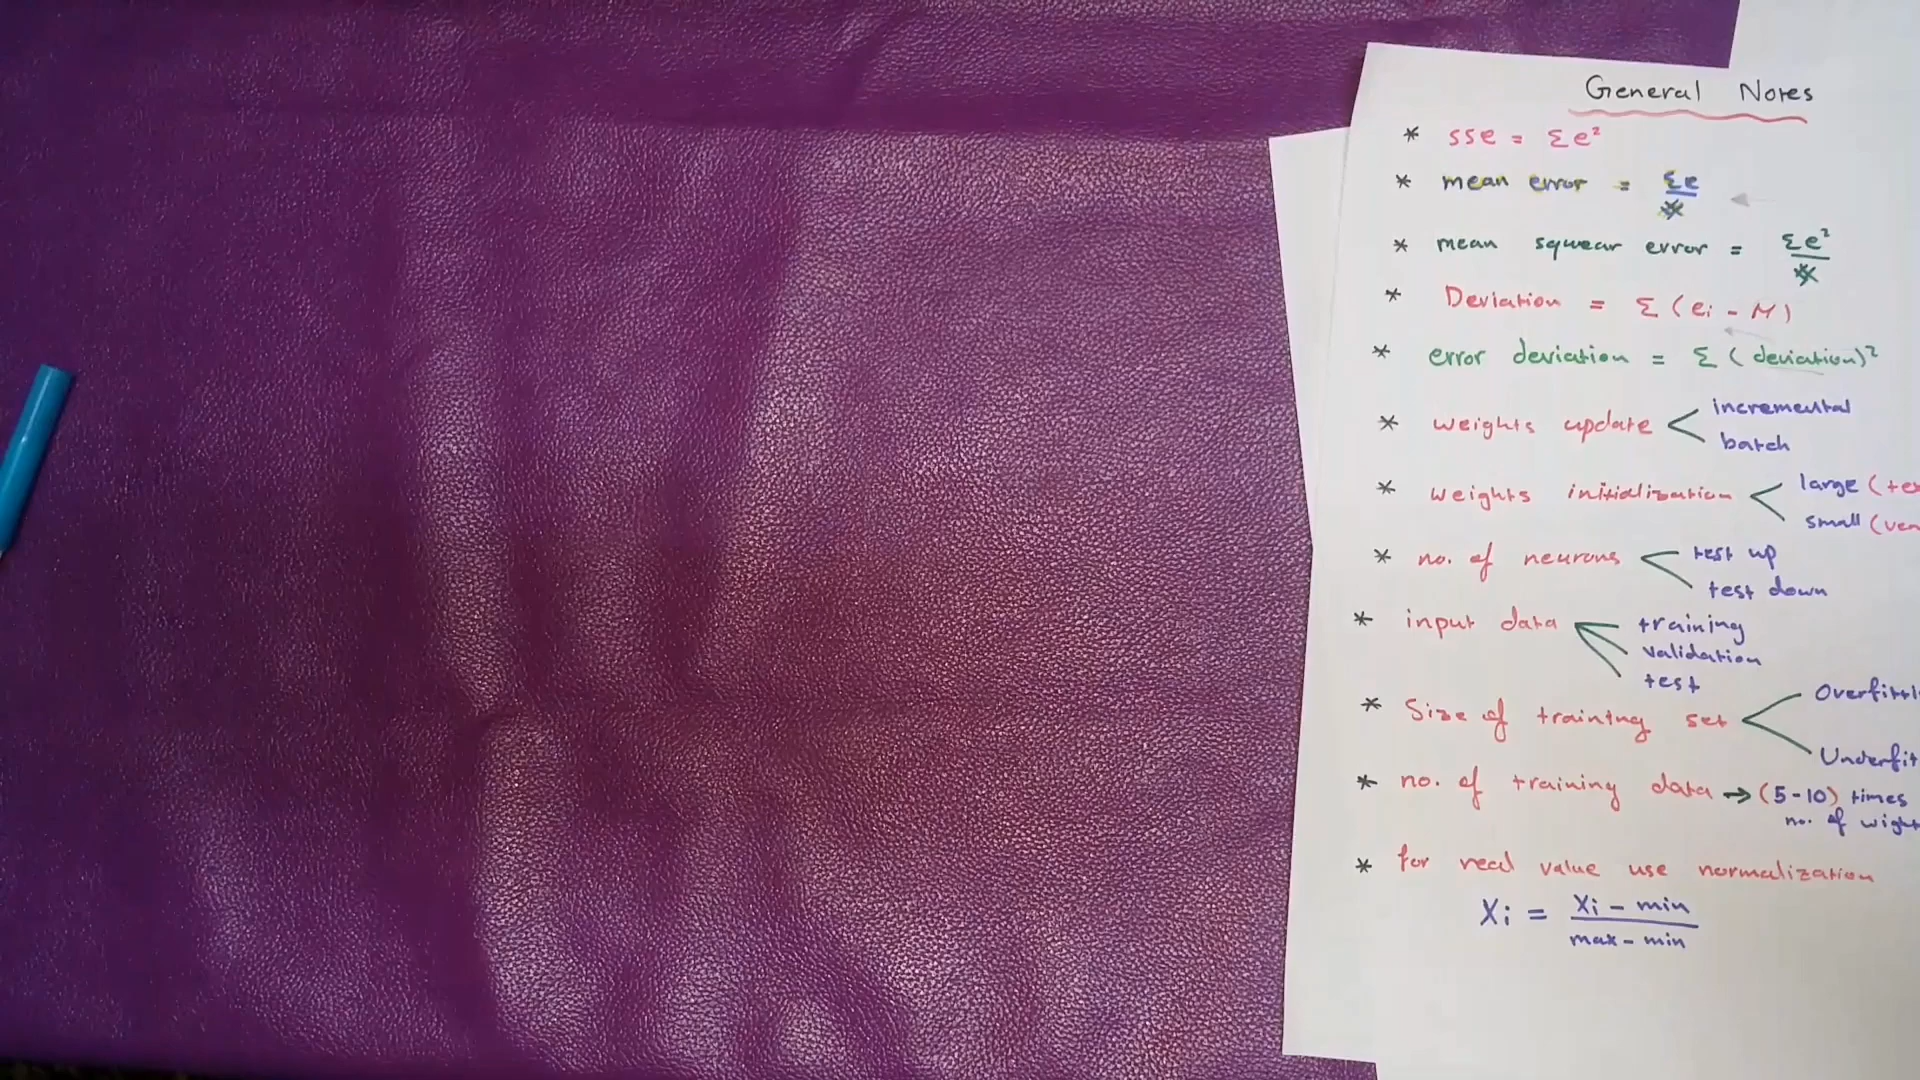 General Notes
* sse = Σe²
* mean error = Σe / *
* mean squear error = Σe² / *
* Deviation = Σ(ei - M)
* error deviation = Σ(deviation)²
* weights update < incremental
batch
* weights initialization < large
small
* no. of neurons < test up
test down
* input data training
validation
test
* Size of training set <
* no. of training data → (5-10) times
no. of
* for real value use normalization
Xi = Xi - min / max - min